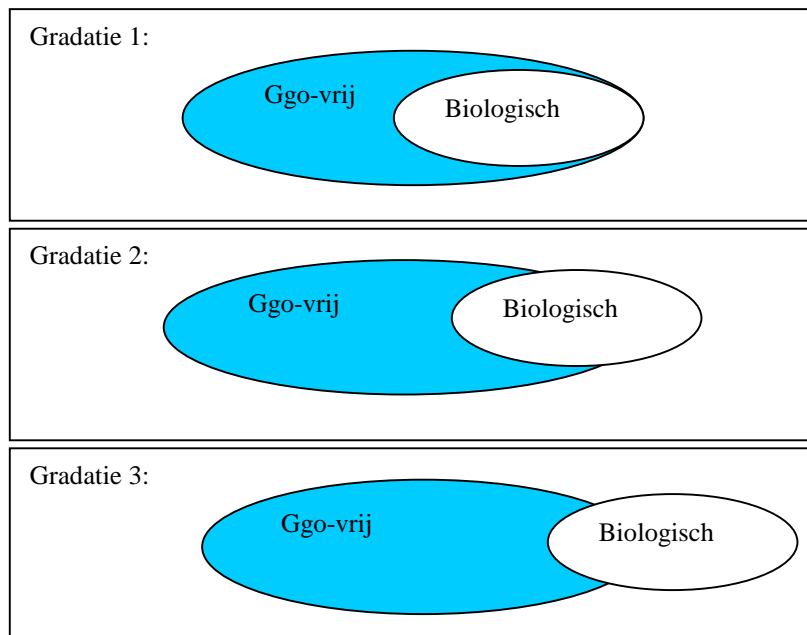 Gradatie 1:
Ggo-vrij
Biologisch
Gradatie 2:
Ggo-vrij
Biologisch
Gradatie 3:
Ggo-vrij
Biologisch